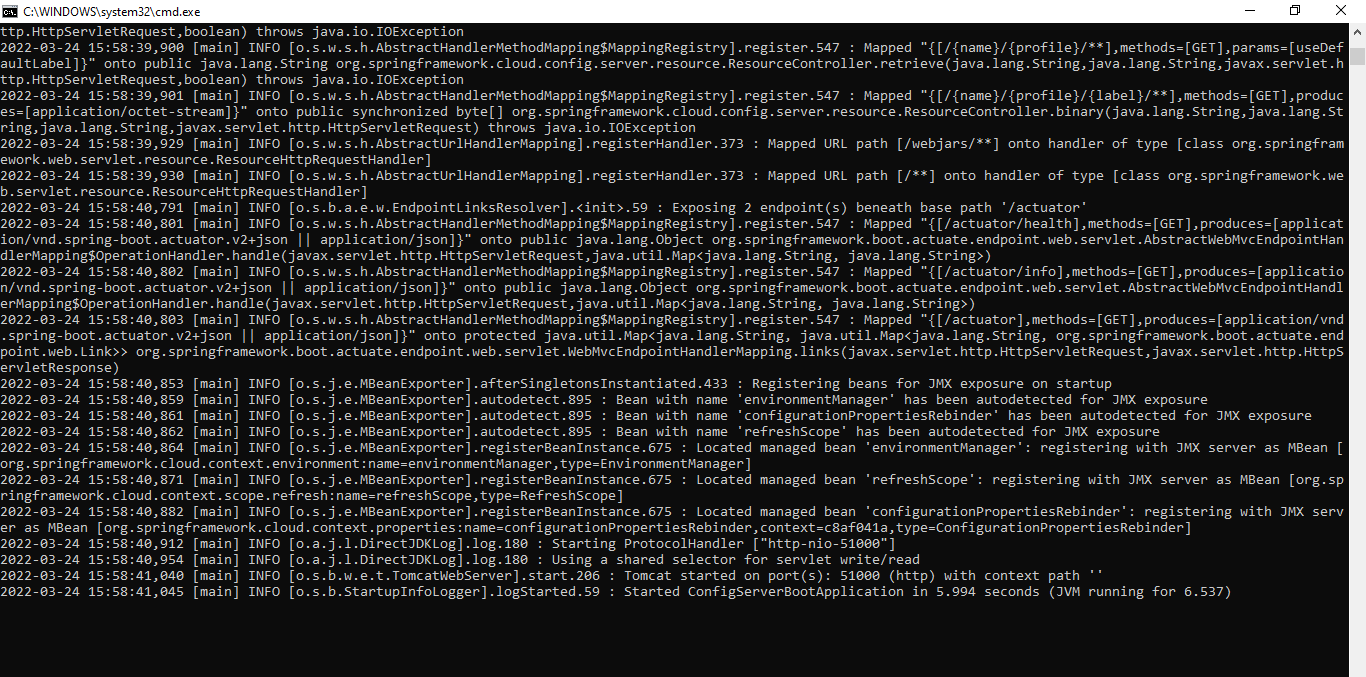 C:\WINDOWS\system32\cmd.exe
ttp.HttpServletRequest,boolean) throws java.io.IOException
2022-03-24 15:58:39,900 [main] INFO [o.s.w.s.h.AbstractHandlerMethodMapping$MappingRegistry].register.547 : Mapped "{[/{name}/{profile}/**],methods=[GET],params=[useDef
aultLabel]}" onto public java.lang.String org.springframework.cloud.config.server.resource.ResourceController.retrieve(java.lang.String,java.lang.String,javax.servlet.h
ttp.HttpServletRequest,boolean) throws java.io.IOException
2022-03-24 15:58:39,901 [main] INFO [o.s.w.s.h.AbstractHandlerMethodMapping$MappingRegistry].register.547 : Mapped "{[/{name}/{profile}/{label}/**],methods=[GET],produc
es=[application/octet-stream]}" onto public synchronized byte[] org.springframework.cloud.config.server.resource.ResourceController.binary(java.lang.String,java.lang.St
ring,java.lang.String,javax.servlet.http.HttpServletRequest) throws java.io.IOException
2022-03-24 15:58:39,929 [main] INFO [o.s.w.s.h.AbstractUrlHandlerMapping].registerHandler.373 : Mapped URL path [/webjars/**] onto handler of type [class org.springfram
ework.web.servlet.resource.ResourceHttpRequestHandler]
2022-03-24 15:58:39,930 [main] INFO [o.s.w.s.h.AbstractUrlHandlerMapping].registerHandler.373 : Mapped URL path [/**] onto handler of type [class org.springframework.we
b.servlet.resource.ResourceHttpRequestHandler]
2022-03-24 15:58:40,791 [main] INFO [o.s.b.a.e.w.EndpointLinksResolver].<init>.59 : Exposing 2 endpoint(s) beneath base path '/actuator'
2022-03-24 15:58:40,801 [main] INFO [o.s.w.s.h.AbstractHandlerMethodMapping$MappingRegistry].register.547 : Mapped "{[/actuator/health],methods=[GET],produces=[applicat
ion/vnd.spring-boot.actuator.v2+json || application/json]}" onto public java.lang.Object org.springframework.boot.actuate.endpoint.web.servlet.AbstractWebMvcEndpointHan
dlerMapping$OperationHandler.handle(javax.servlet.http.HttpServletRequest,java.util.Map<java.lang.String, java.lang.String>)
2022-03-24 15:58:40,802 [main] INFO [o.s.w.s.h.AbstractHandlerMethodMapping$MappingRegistry].register.547 : Mapped "{[/actuator/info],methods=[GET],produces=[applicatio
n/vnd.spring-boot.actuator.v2+json || application/json]}" onto public java.lang.Object org.springframework.boot.actuate.endpoint.web.servlet.AbstractWebMvcEndpointHandl
erMapping$OperationHandler.handle(javax.servlet.http.HttpServletRequest,java.util.Map<java.lang.String, java.lang.String>)
2022-03-24 15:58:40,803 [main] INFO [o.s.w.s.h.AbstractHandlerMethodMapping$MappingRegistry].register.547 : Mapped "{[/actuator],methods=[GET],produces=[application/vnd
.spring-boot.actuator.v2+json || application/json]}" onto protected java.util.Map<java.lang.String, java.util.Map<java.lang.String, org.springframework.boot.actuate.end
point.web.Link>> org.springframework.boot.actuate.endpoint.web.servlet.WebMvcEndpointHandlerMapping.links(javax.servlet.http.HttpServletRequest,javax.servlet.http.HttpS
ervletResponse)
2022-03-24 15:58:40,853 [main] INFO [o.s.j.e.MBeanExporter].afterSingletonsInstantiated.433 : Registering beans for JMX exposure on startup
2022-03-24 15:58:40,859 [main] INFO [o.s.j.e.MBeanExporter].autodetect.895 : Bean with name 'environmentManager' has been autodetected for JMX exposure
2022-03-24 15:58:40,861 [main] INFO [o.s.j.e.MBeanExporter].autodetect.895 : Bean with name 'configurationPropertiesRebinder' has been autodetected for JMX exposure
2022-03-24 15:58:40,862 [main] INFO [o.s.j.e.MBeanExporter].autodetect.895 : Bean with name 'refreshScope' has been autodetected for JMX exposure
2022-03-24 15:58:40,864 [main] INFO [o.s.j.e.MBeanExporter].registerBeanInstance.675 : Located managed bean 'environmentManager': registering with JMX server as MBean [
org.springframework.cloud.context.environment:name=environmentManager,type=EnvironmentManager]
2022-03-24 15:58:40,871 [main] INFO [o.s.j.e.MBeanExporter].registerBeanInstance.675 : Located managed bean 'refreshScope': registering with JMX server as MBean [org.sp
ringframework.cloud.context.scope.refresh:name=refreshScope,type=RefreshScope]
2022-03-24 15:58:40,882 [main] INFO [o.s.j.e.MBeanExporter].registerBeanInstance.675 : Located managed bean 'configurationPropertiesRebinder': registering with JMX serv
er as MBean [org.springframework.cloud.context.properties:name=configurationPropertiesRebinder,context=c8af041a,type=ConfigurationPropertiesRebinder]
2022-03-24 15:58:40,912 [main] INFO [o.a.j.l.DirectJDKLog].log.180 : Starting ProtocolHandler ["http-nio-51000"]
2022-03-24 15:58:40,954 [main] INFO [o.a.j.l.DirectJDKLog].log.180 : Using a shared selector for servlet write/read
2022-03-24 15:58:41,040 [main] INFO [o.s.b.w.e.t.TomcatWebServer].start.206 : Tomcat started on port(s): 51000 (http) with context path ''
2022-03-24 15:58:41,045 [main] INFO [o.s.b.StartupInfoLogger].logStarted.59 : Started ConfigServerBootApplication in 5.994 seconds (JVM running for 6.537)